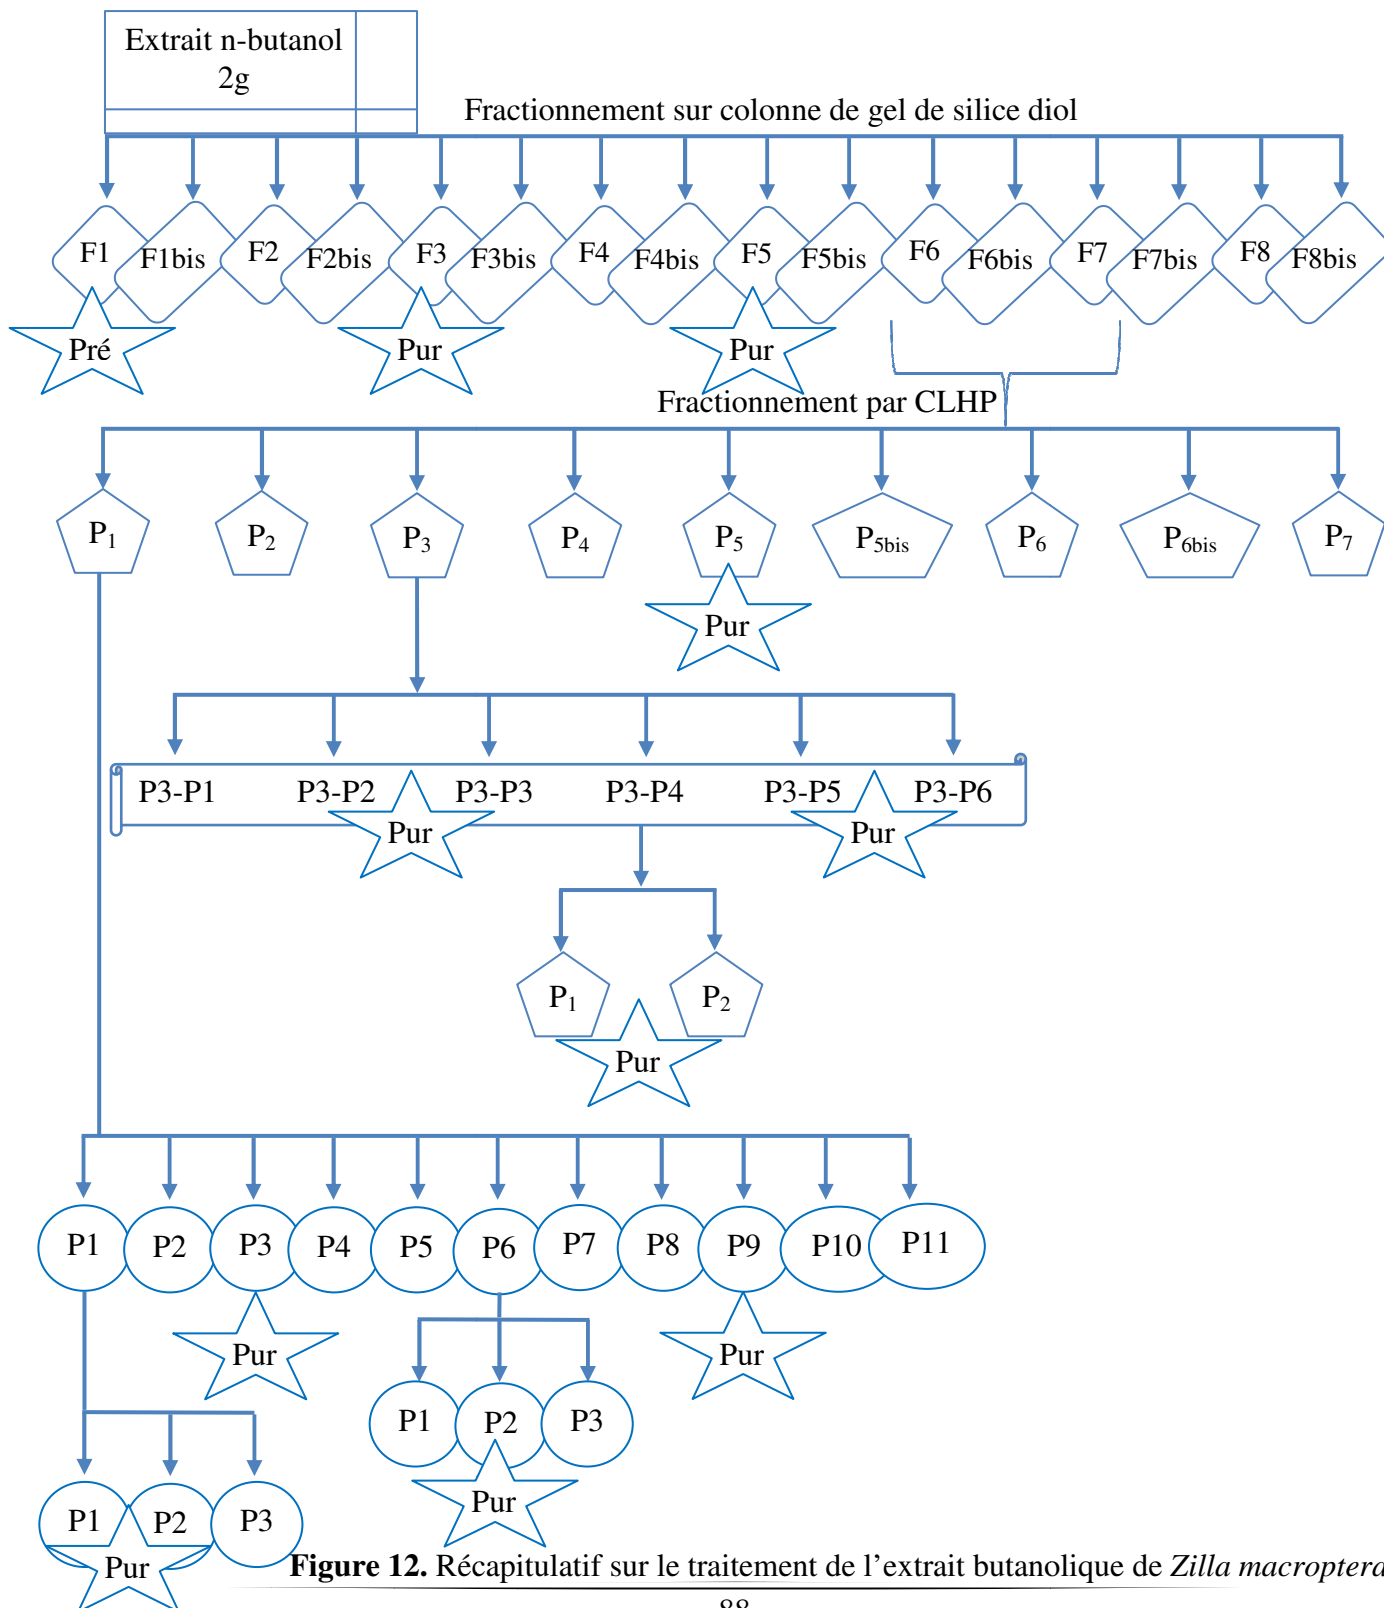 Extrait n-butanol
2g
Fractionnement sur colonne de gel de silice diol
F1 F1bis F2 F2bis F3 F3bis F4 F4bis F5 F5bis F6 F6bis F7 F7bis F8 F8bis
Pré Pur Pur
Fractionnement par CLHP
P1 P2 P3 P4 P5 P5bis P6 P6bis P7
Pur
P3-P1 P3-P2 P3-P3 P3-P4 P3-P5 P3-P6
Pur Pur
P1 P2
Pur
P1 P2 P3 P4 P5 P6 P7 P8 P9 P10 P11
Pur Pur
P1 P2 P3
Pur
P1 P2 P3
Pur
Figure 12. Récapitulatif sur le traitement de l’extrait butanolique de Zilla macroptera
88